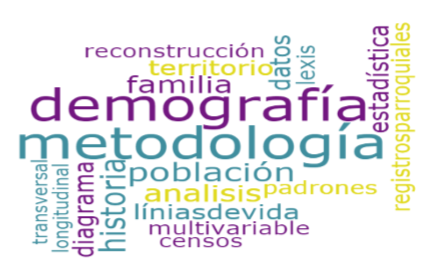 reconstrucción
territorio
familia
datos
lexis
estadística
registrosparroquiales
demografía
metodología
población
analisis
padrones
líniasdevida
multivariable
censos
transversal
longitudinal
diagrama
historia